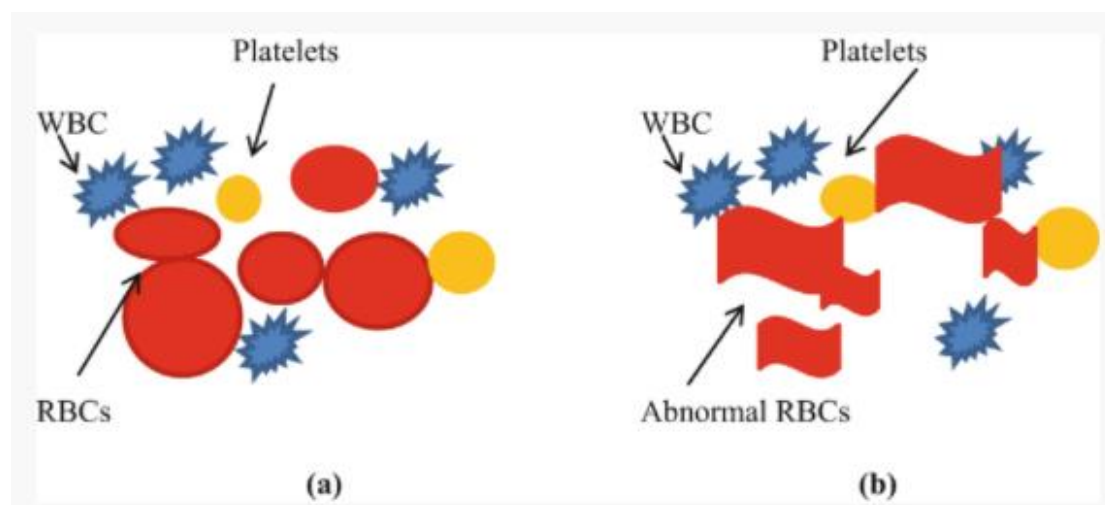 Platelets
WBC
RBCs
(a)
Platelets
WBC
Abnormal RBCs
(b)